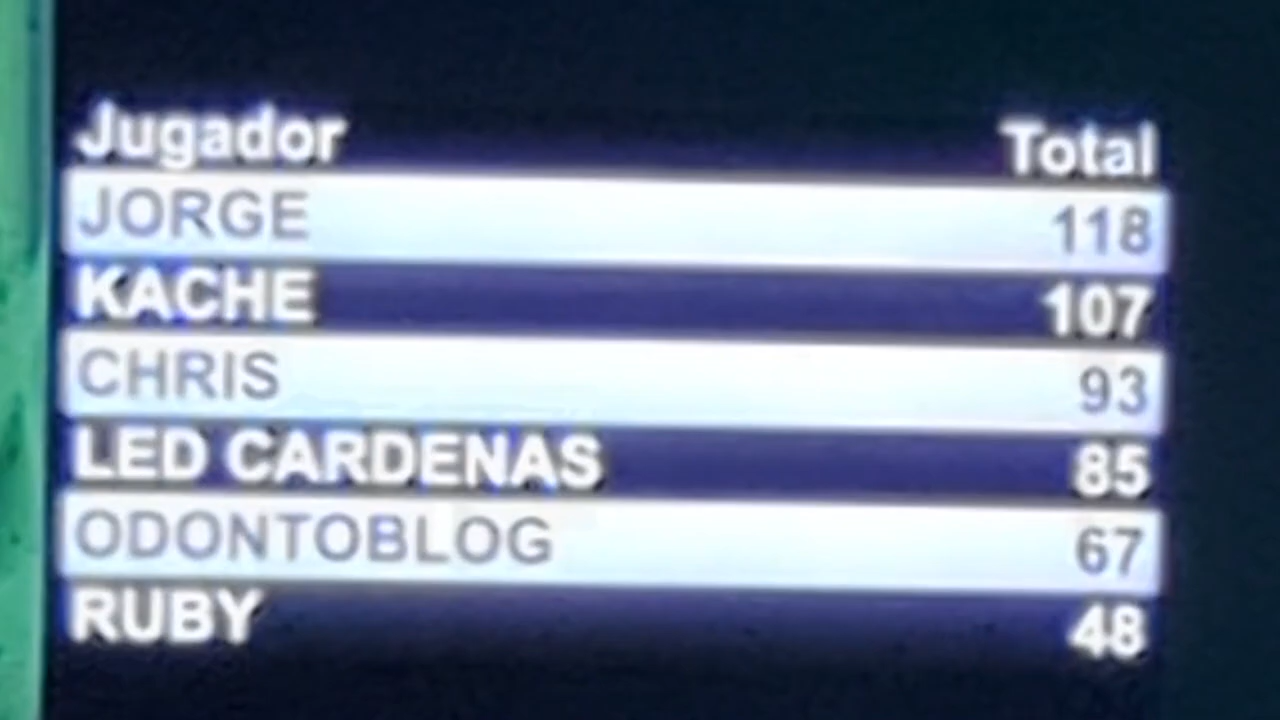 Jugador Total
JORGE 118
KACHE 107
CHRIS 93
LED CARDENAS 85
ODONTOBLOG 67
RUBY 48